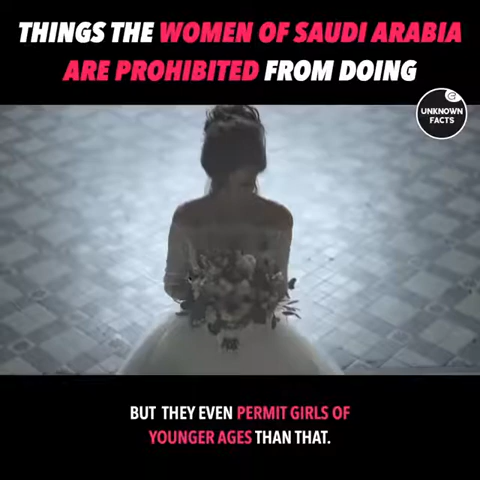 THINGS THE WOMEN OF SAUDI ARABIA
ARE PROHIBITED FROM DOING
UNKNOWN
FACTS
BUT THEY EVEN PERMIT GIRLS OF
YOUNGER AGES THAN THAT.